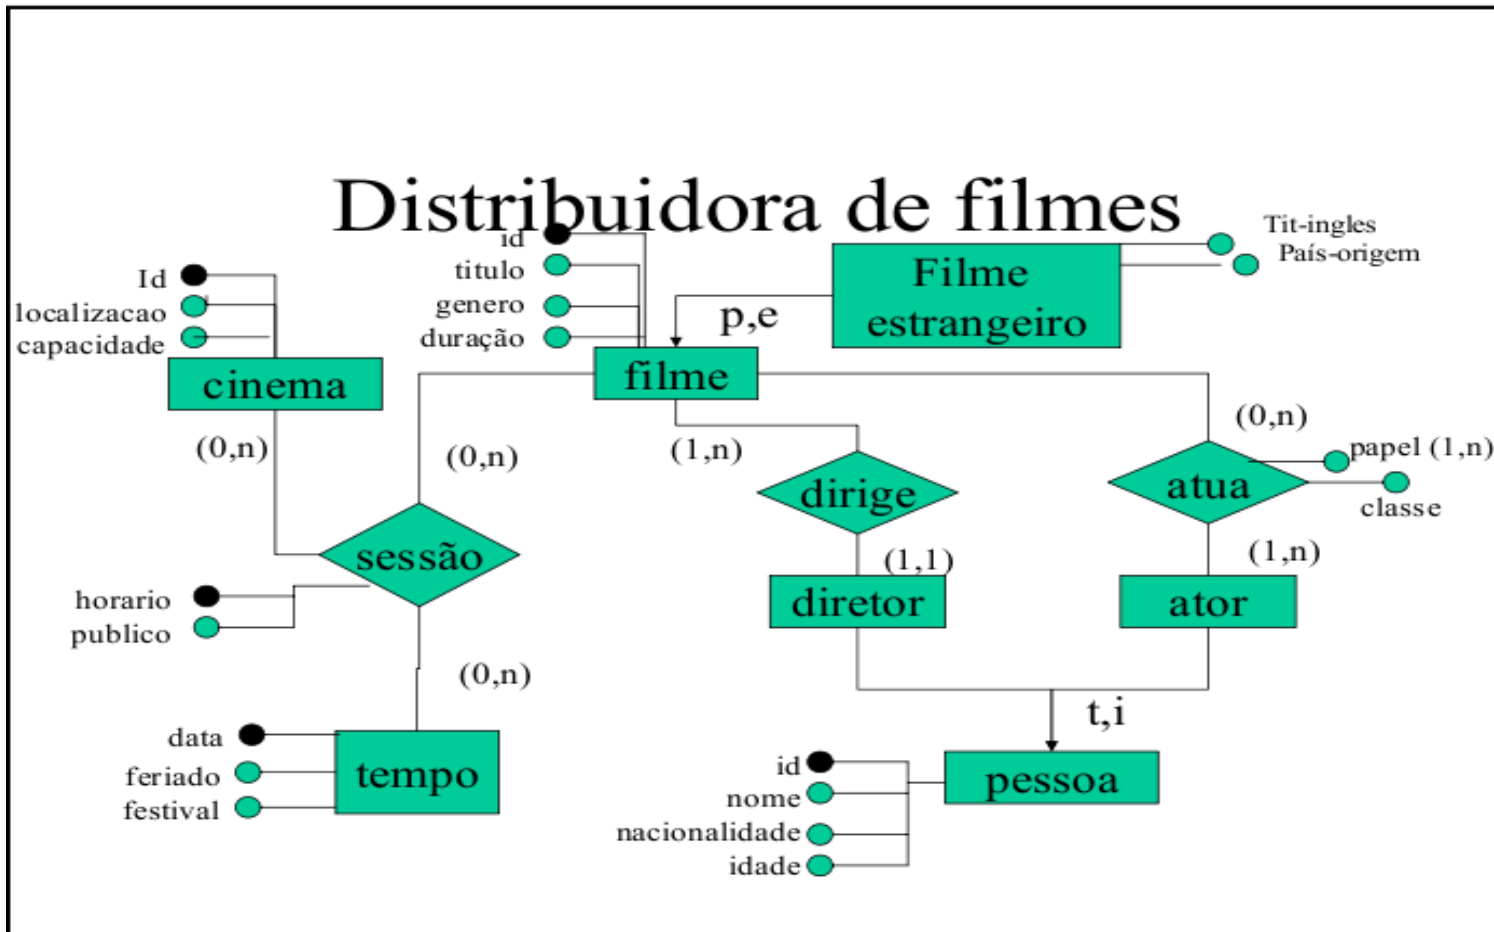 Distribuidora de filmes
id
titulo
genero
duração
Id
localizacao
capacidade
Tit-ingles
País-origem
Filme
estrangeiro
p,e
cinema
filme
(0,n)
(0,n)
(1,n)
(0,n)
papel (1,n)
classe
dirige
atua
sessão
(1,1)
(1,n)
horario
publico
diretor
ator
(0,n)
t,i
data
feriado
festival
tempo
id
nome
nacionalidade
idade
pessoa